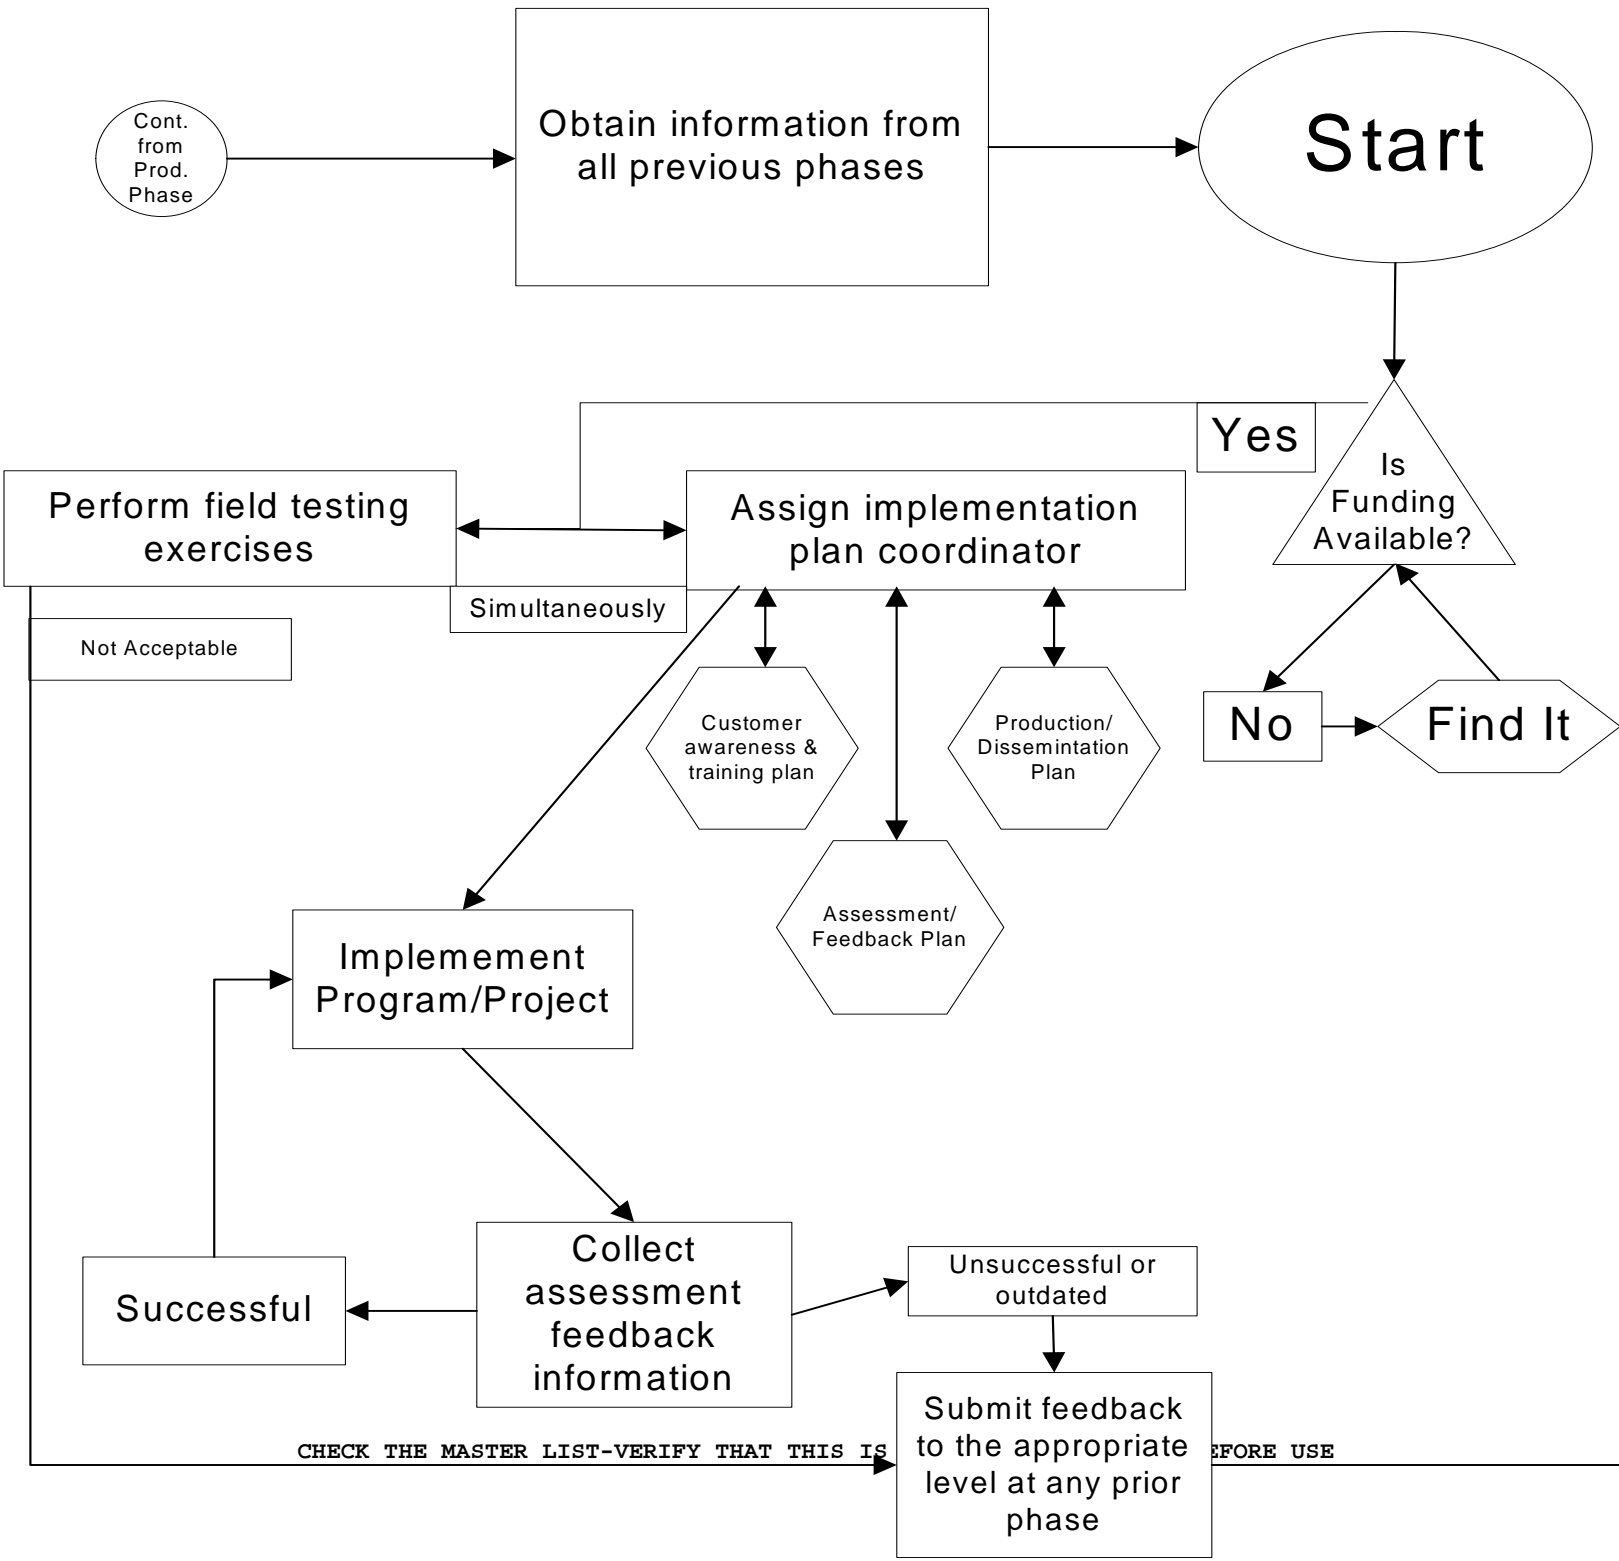 Cont.
from
Prod.
Phase
Obtain information from
all previous phases
Start
Yes
Is
Funding
Available?
Perform field testing
exercises
Assign implementation
plan coordinator
Simultaneously
Not Acceptable
Customer
awareness &
training plan
Production/
Dissemintation
Plan
No
Find It
Assessment/
Feedback Plan
Implemement
Program/Project
Collect
assessment
feedback
information
Successful
Unsuccessful or
outdated
Submit feedback
to the appropriate
level at any prior
phase
CHECK THE MASTER LIST-VERIFY THAT THIS IS EFORE USE